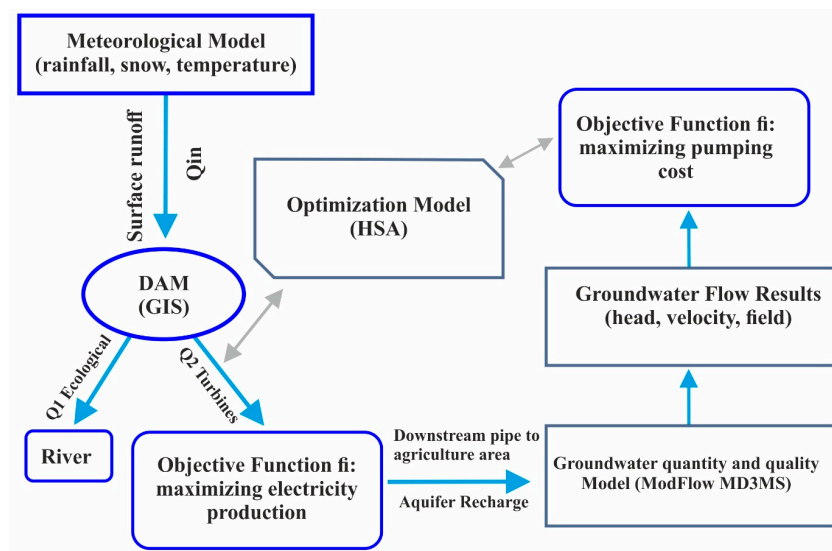 Meteorological Model
(rainfall, snow, temperature)
Surface runoff
Qin
DAM
(GIS)
Q1 Ecological
Q2 Turbines
River
Objective Function fi:
maximizing electricity
production
Optimization Model
(HSA)
Downstream pipe to
agriculture area
Aquifer Recharge
Objective Function fi:
maximizing pumping
cost
Groundwater Flow Results
(head, velocity, field)
Groundwater quantity and quality
Model (ModFlow MD3MS)